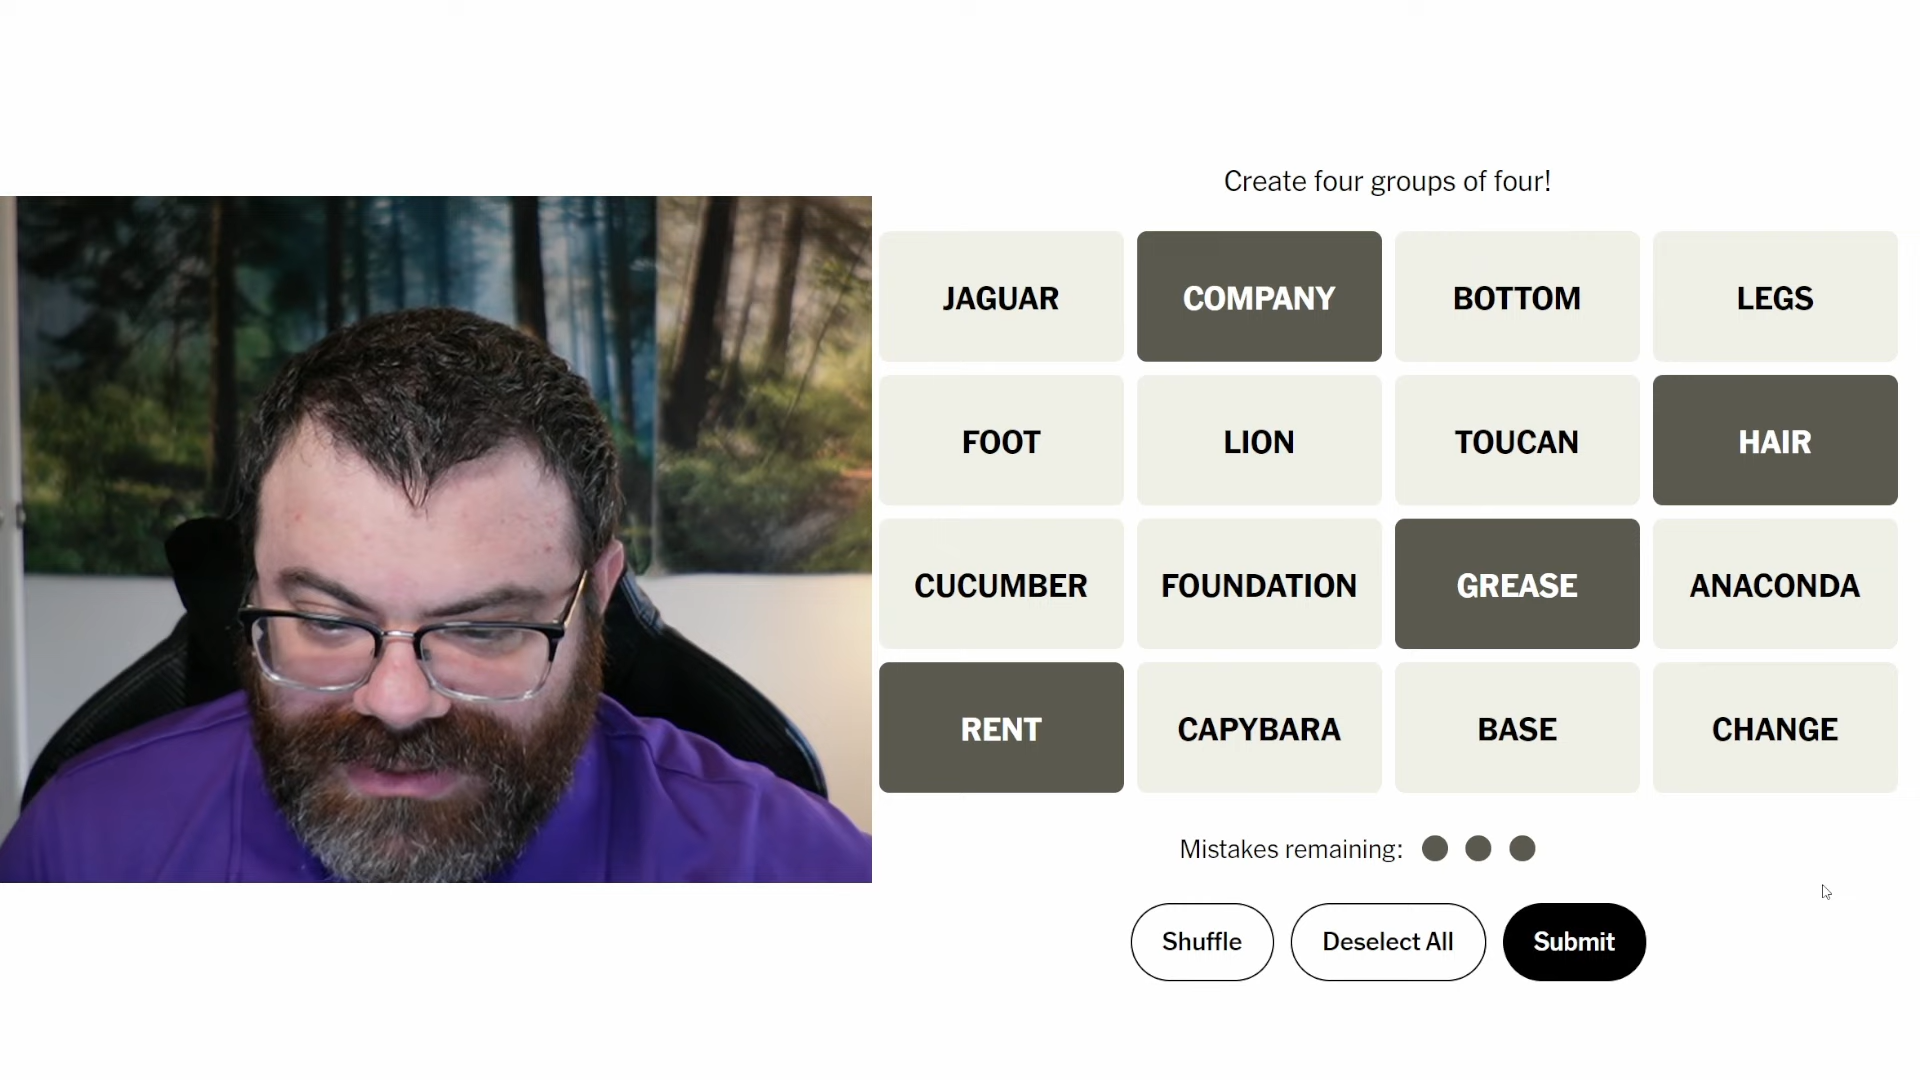 Create four groups of four!
JAGUAR COMPANY BOTTOM LEGS
FOOT LION TOUCAN HAIR
CUCUMBER FOUNDATION GREASE ANACONDA
RENT CAPYBARA BASE CHANGE
Mistakes remaining:
Shuffle Deselect All Submit